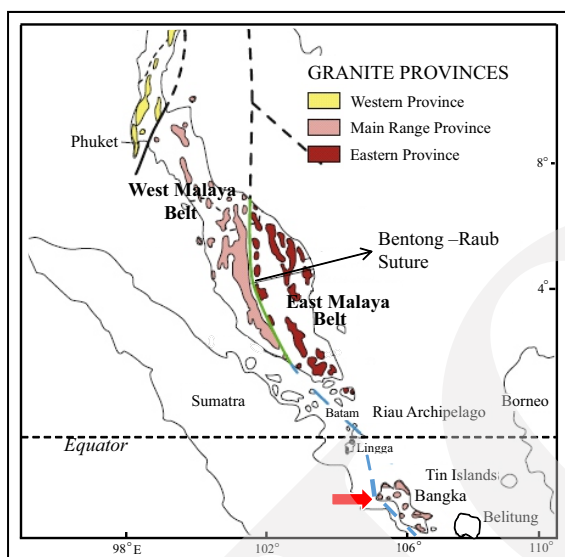 GRANITE PROVINCES
Western Province
Main Range Province
Eastern Province
Phuket
8°
West Malaya
Belt
Bentong –Raub
Suture
4°
East Malaya
Belt
Sumatra
Batam
Riau Archipelago
Borneo
Equator
Lingga
Tin Islands
Bangka
Belitung
98°E
102
106
110°